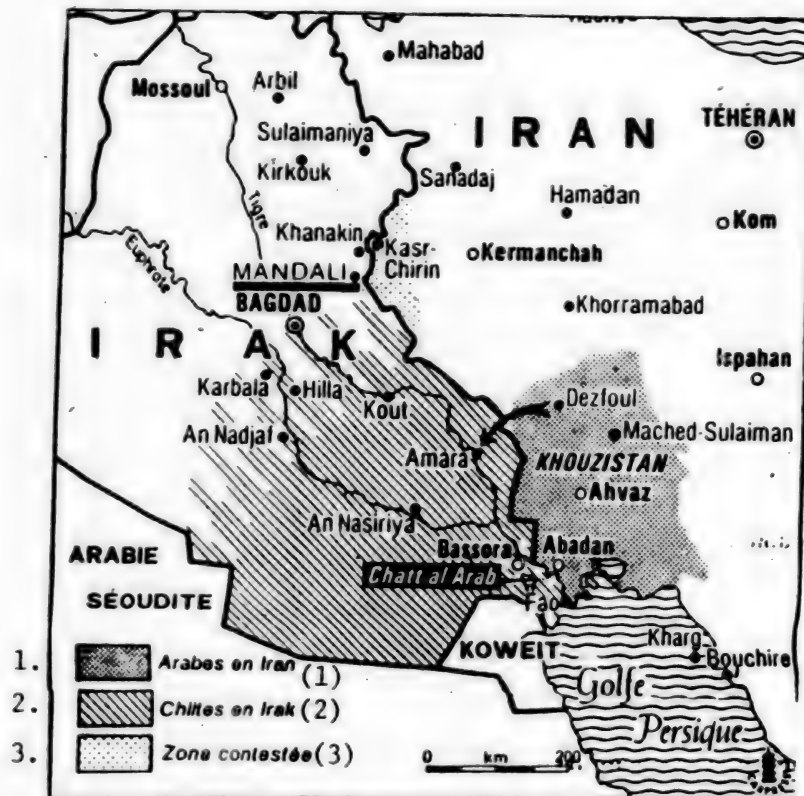 Mahabad
Arbil
Mossoul
IRAN
TÉHÉRAN
Sulaimaniya
Kirkouk
Sanadaj
Tigre
Hamadan
Kom
Khanakin
Kasr-
Chirin
Kermanchah
Euphrate
MANDALI
BAGDAD
Khorramabad
IRAK
Ispahan
Karbala
Hilla
Kout
Dezfoul
An Nadjaf
Mached-Sulaiman
Amara
KHOUZISTAN
Ahvaz
An Nasiriya
Bassora
Abadan
ARABIE
SÉOUDITE
Chatt al Arab
Fao
KOWEIT
Kharg
Bouchire
Golfe
Persique
1. Arabes en Iran (1)
2. Chiites en Irak (2)
3. Zone contestée (3)
0 km 200